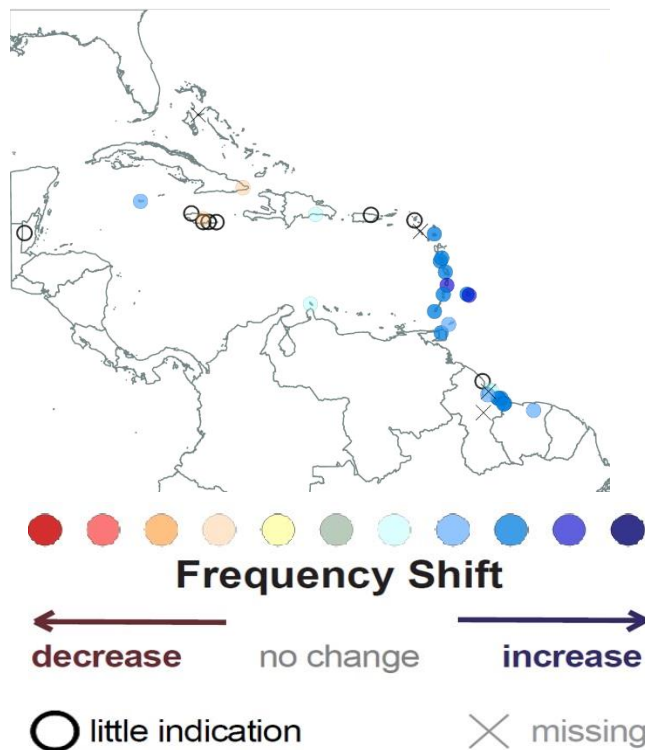 Frequency Shift
decrease
no change
increase
little indication
missing